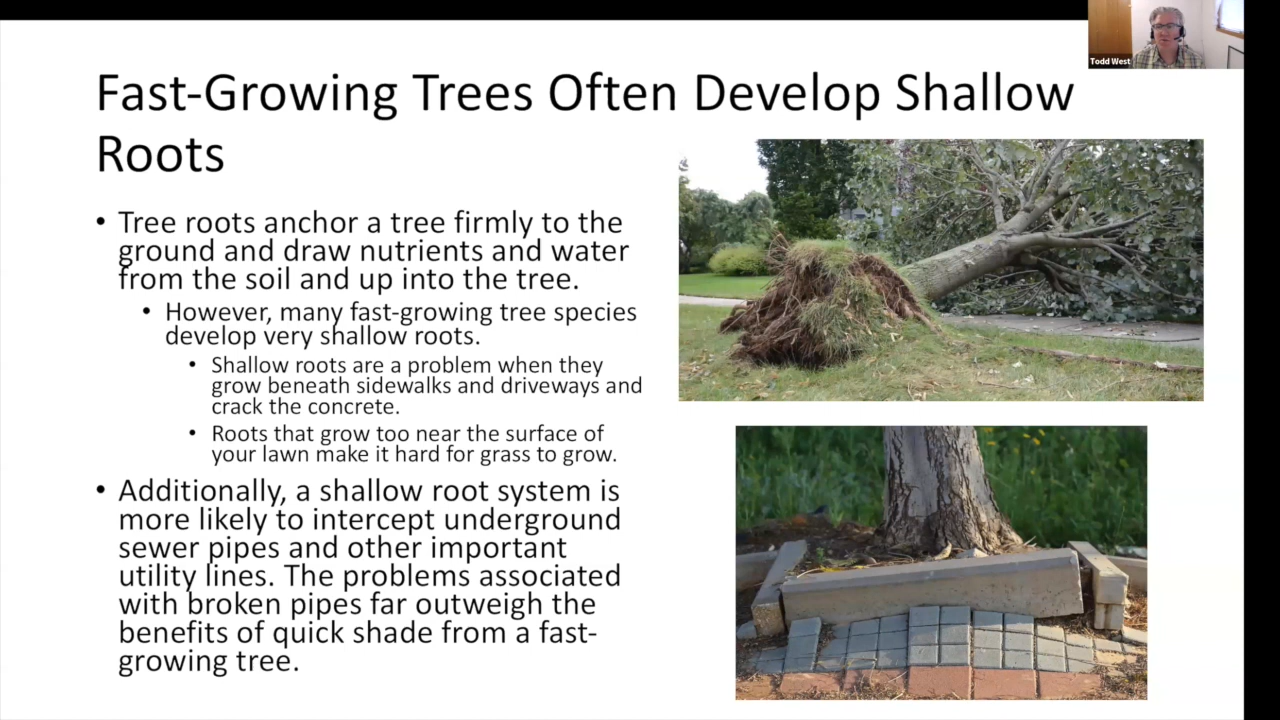 Todd West
Fast-Growing Trees Often Develop Shallow
Roots
• Tree roots anchor a tree firmly to the
ground and draw nutrients and water
from the soil and up into the tree.
• However, many fast-growing tree species
develop very shallow roots.
• Shallow roots are a problem when they
grow beneath sidewalks and driveways and
crack the concrete.
• Roots that grow too near the surface of
your lawn make it hard for grass to grow.
• Additionally, a shallow root system is
more likely to intercept underground
sewer pipes and other important
utility lines. The problems associated
with broken pipes far outweigh the
benefits of quick shade from a fast-
growing tree.